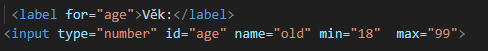 <label for="age">Věk:</label>
<input type="number" id="age" name="old" min="18"  max="99">